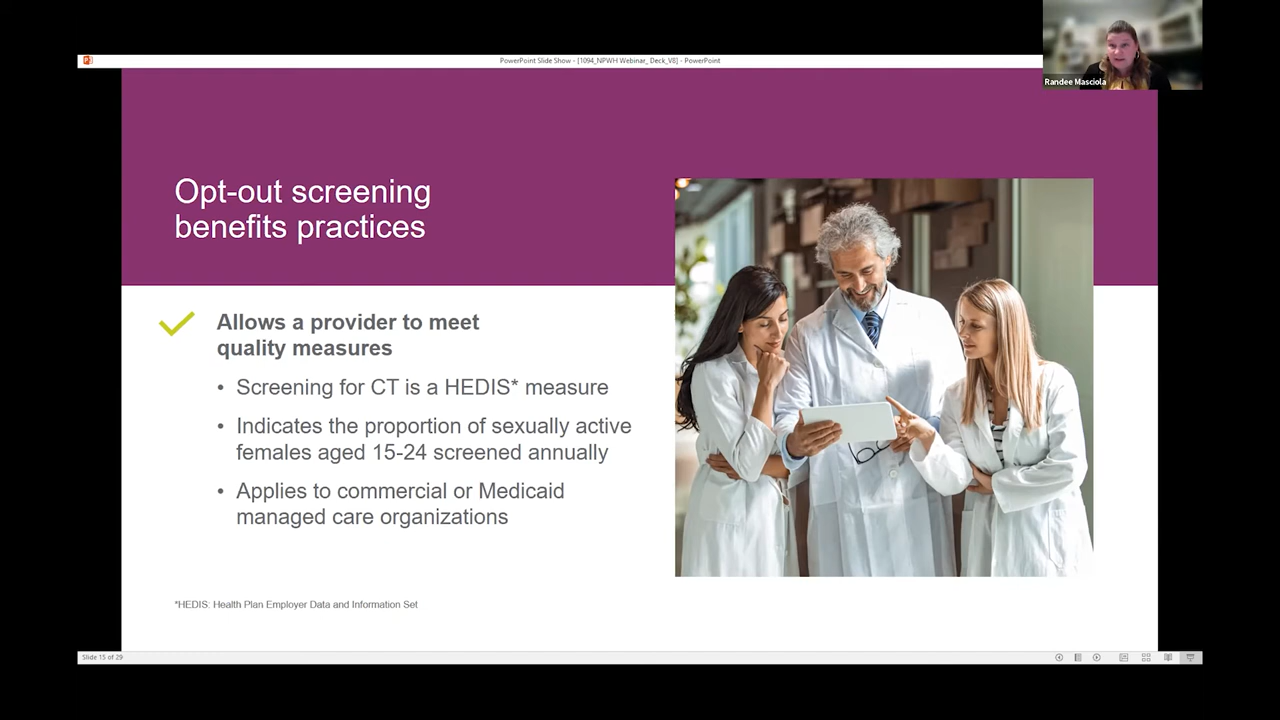 PowerPoint Slide Show - [1094_NPWH Webinar_ Deck_V8] - PowerPoint
Randee Masciola
Opt-out screening
benefits practices
Allows a provider to meet
quality measures
• Screening for CT is a HEDIS* measure
• Indicates the proportion of sexually active
females aged 15-24 screened annually
• Applies to commercial or Medicaid
managed care organizations
*HEDIS: Health Plan Employer Data and Information Set
Slide 15 of 29